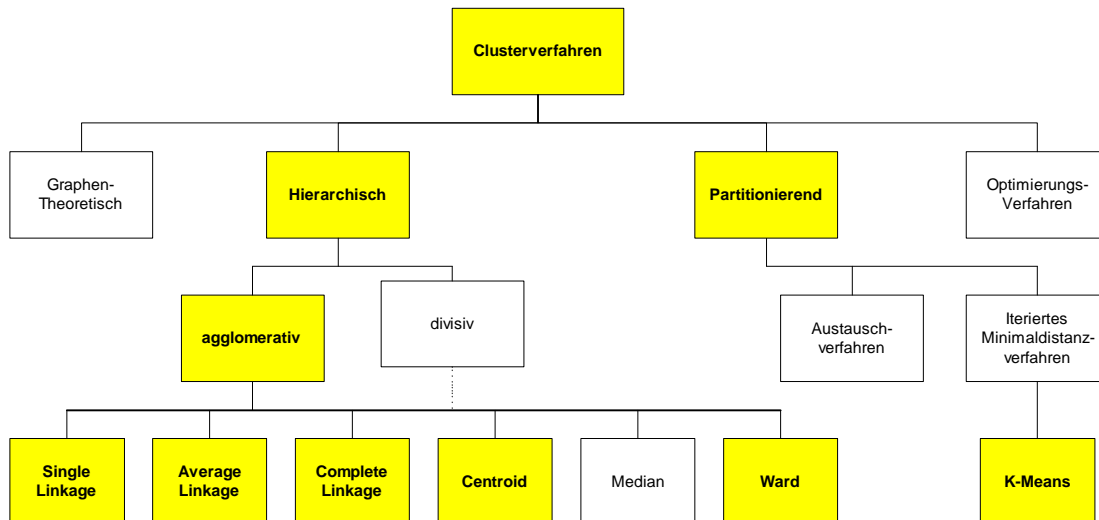 Clusterverfahren
Graphen-
Theoretisch
Hierarchisch
Partitionierend
Optimierungs-
Verfahren
agglomerativ
divisiv
Austausch-
verfahren
Iteriertes
Minimaldistanz-
verfahren
Single
Linkage
Average
Linkage
Complete
Linkage
Centroid
Median
Ward
K-Means